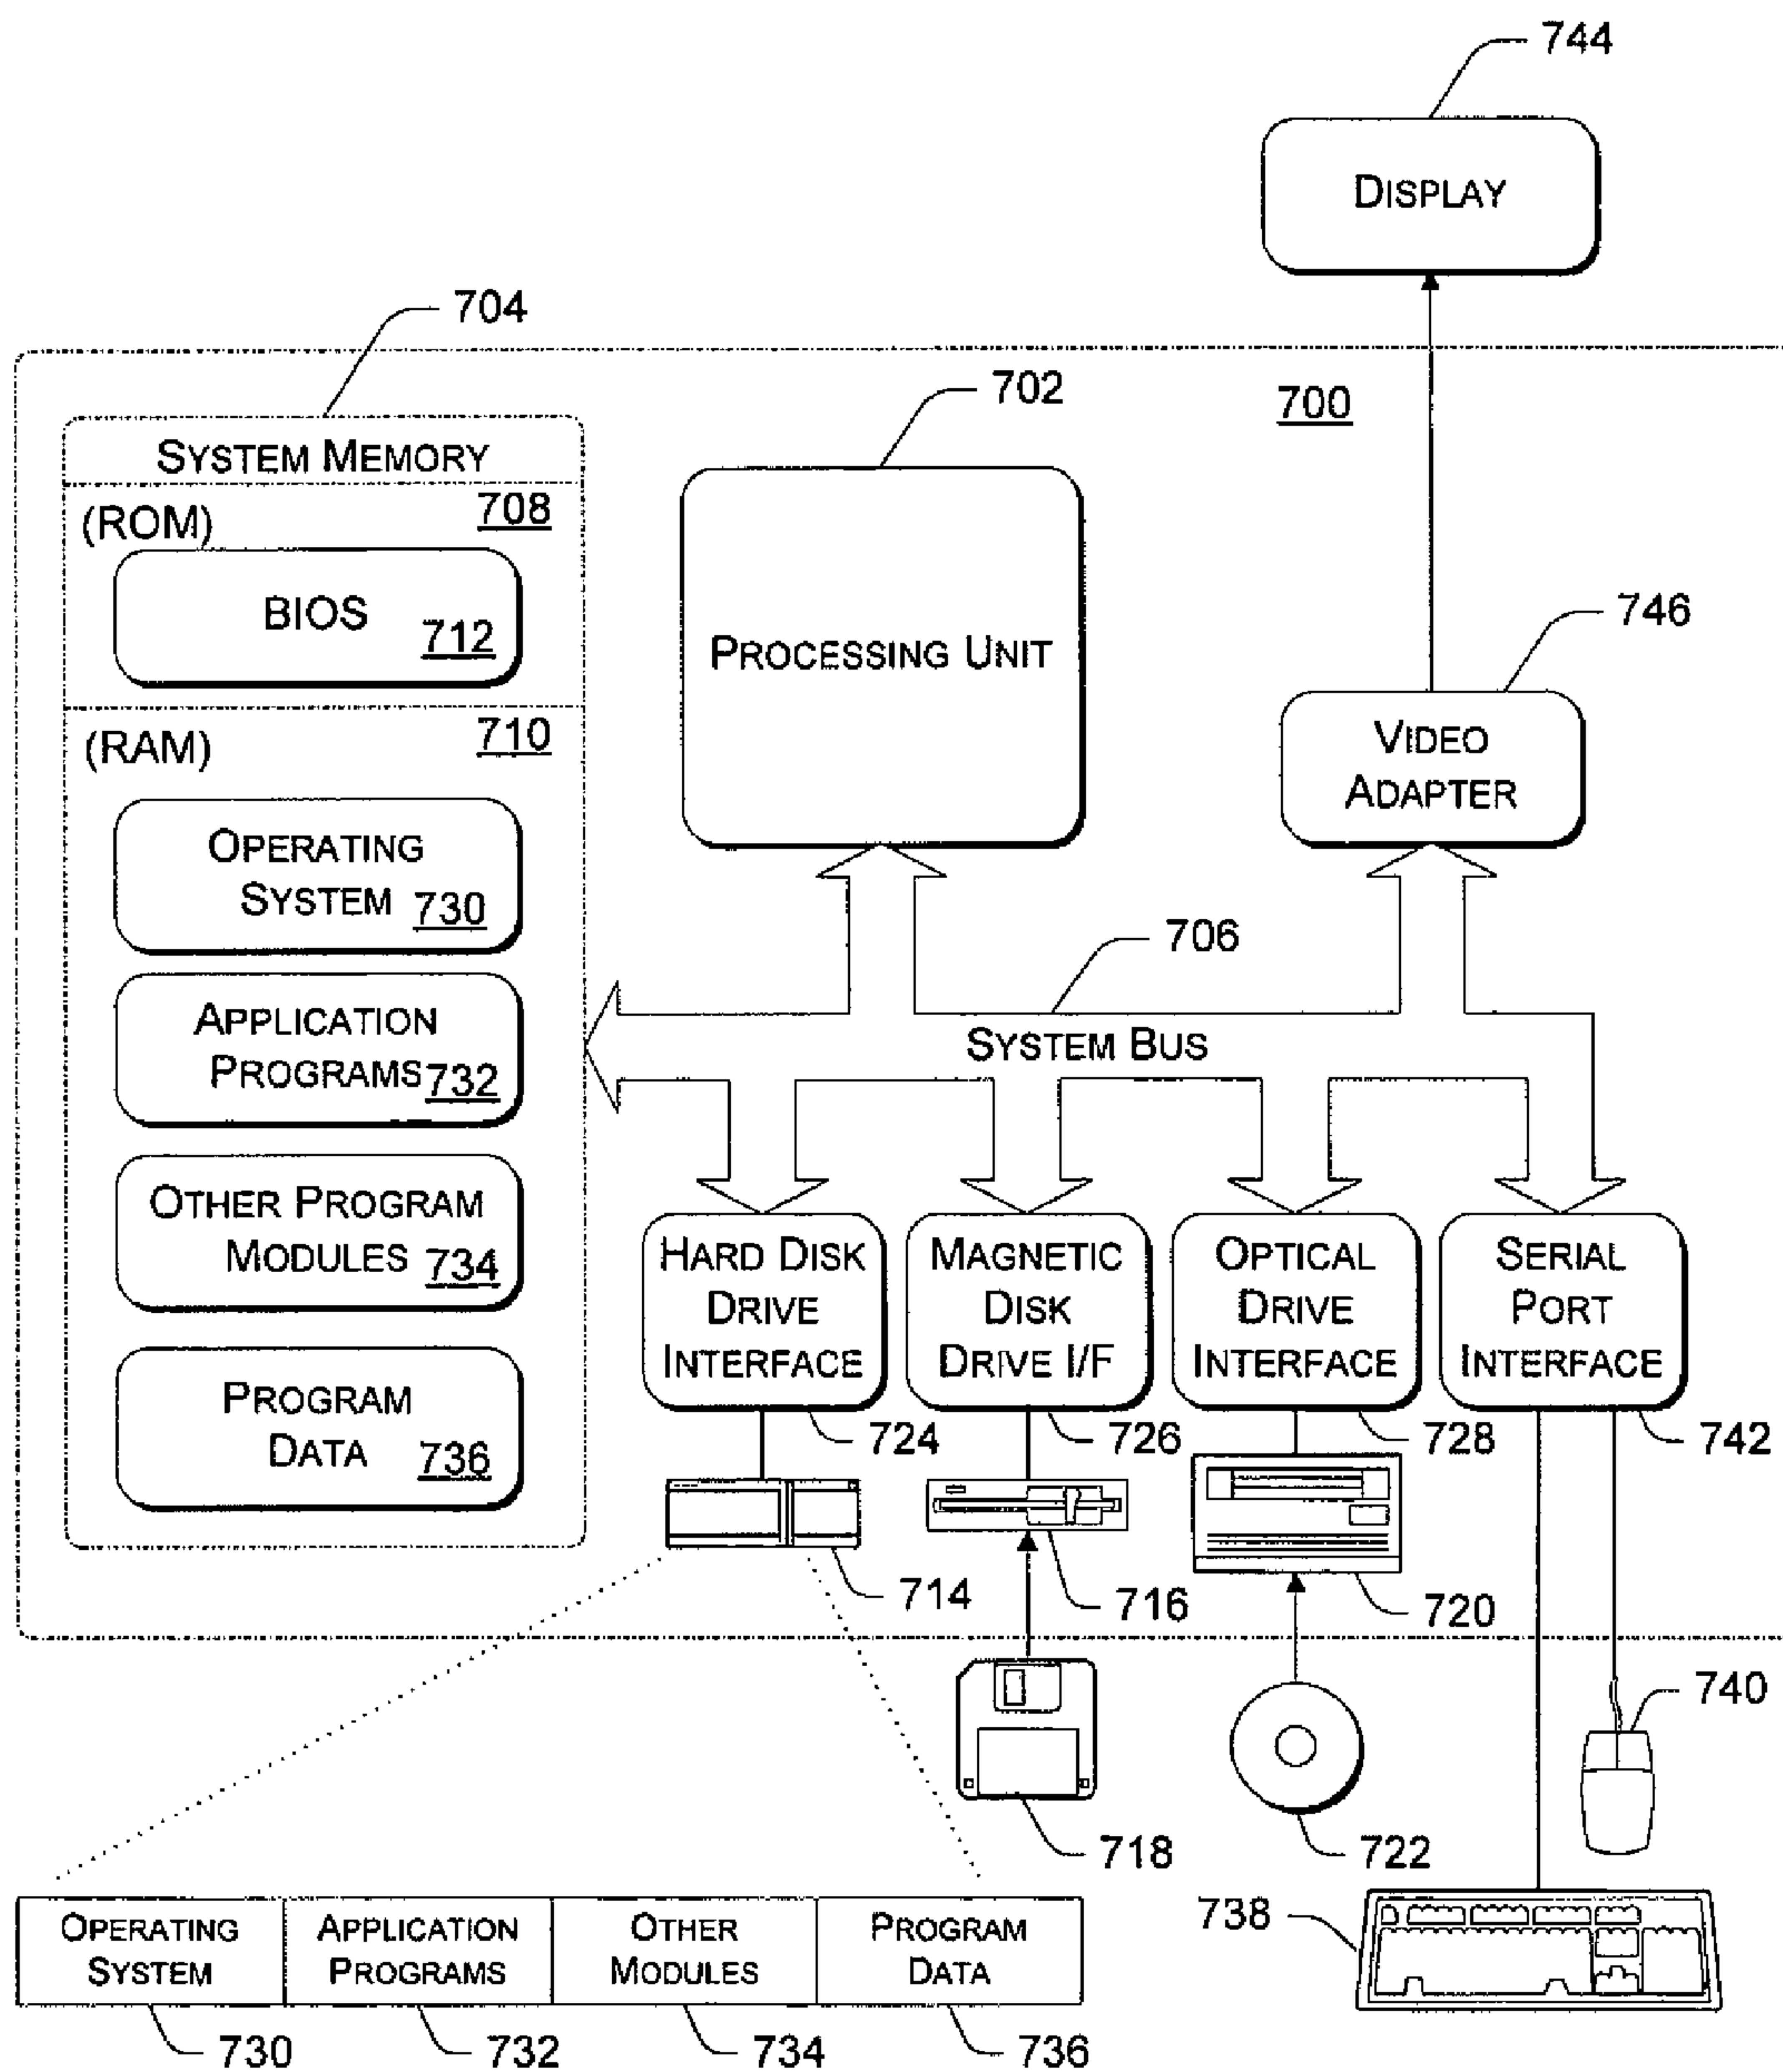 744
DISPLAY
704
702
700
SYSTEM MEMORY
(ROM)
708
BIOS
712
PROCESSING UNIT
746
VIDEO
ADAPTER
(RAM)
710
OPERATING
SYSTEM
730
706
SYSTEM BUS
APPLICATION
PROGRAMS
732
OTHER PROGRAM
MODULES
734
PROGRAM
DATA
736
HARD DISK
DRIVE
INTERFACE
MAGNETIC
DISK
DRIVE I/F
OPTICAL
DRIVE
INTERFACE
SERIAL
PORT
INTERFACE
724
726
728
742
714
716
720
740
718
722
738
OPERATING
SYSTEM
APPLICATION
PROGRAMS
OTHER
MODULES
PROGRAM
DATA
730
732
734
736